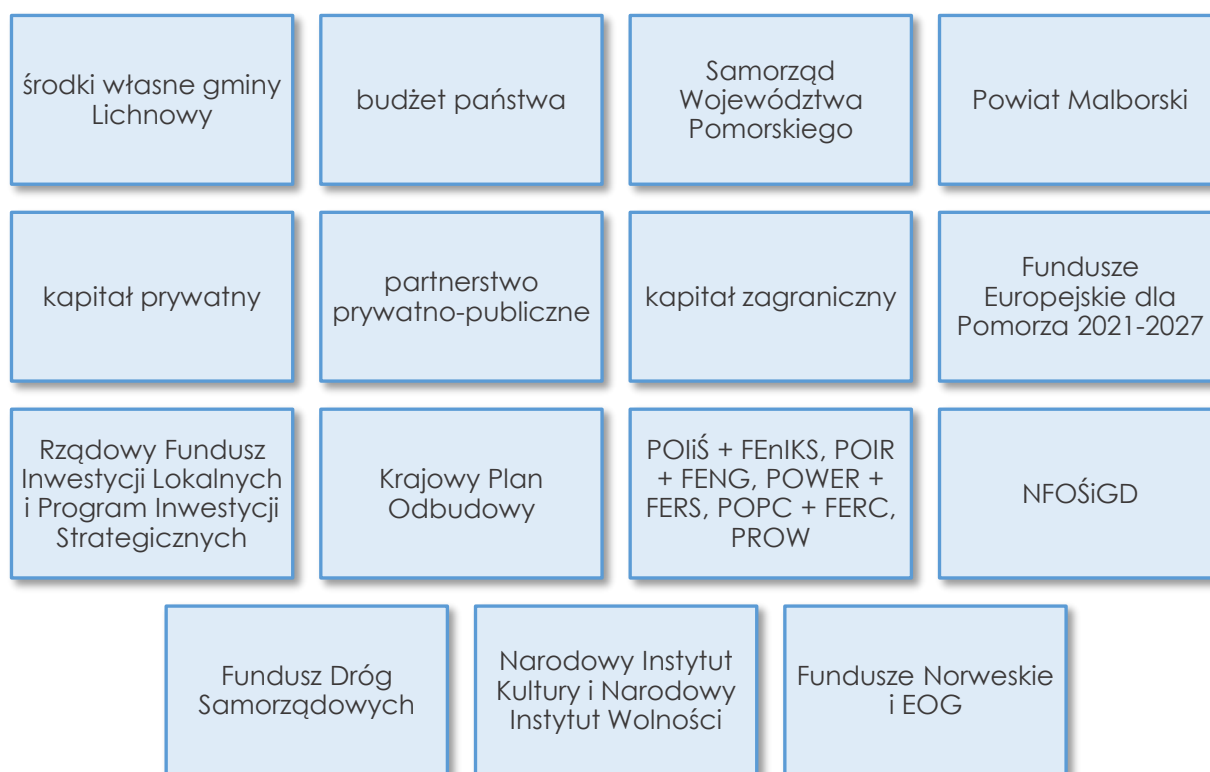 środki własne gminy
Lichnowy
budżet państwa
Samorząd
Województwa
Pomorskiego
Powiat Malborski
kapitał prywatny
partnerstwo
prywatno-publiczne
kapitał zagraniczny
Fundusze
Europejskie dla
Pomorza 2021-2027
Rządowy Fundusz
Inwestycji Lokalnych
i Program Inwestycji
Strategicznych
Krajowy Plan
Odbudowy
POIiŚ + FEnIKS, POIR
+ FENG, POWER +
FERS, POPC + FERC,
PROW
NFOŚiGD
Fundusz Dróg
Samorządowych
Narodowy Instytut
Kultury i Narodowy
Instytut Wolności
Fundusze Norweskie
i EOG